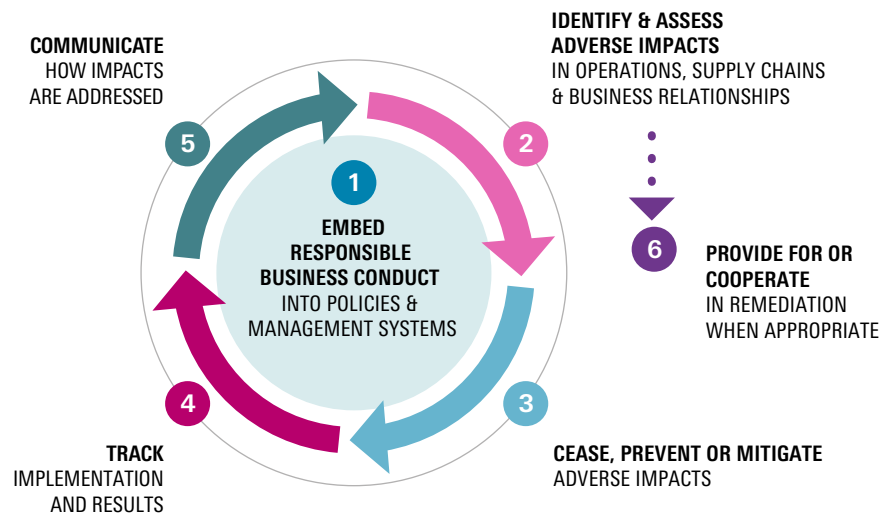 COMMUNICATE
HOW IMPACTS
ARE ADDRESSED
5
IDENTIFY & ASSESS
ADVERSE IMPACTS
IN OPERATIONS, SUPPLY CHAINS
& BUSINESS RELATIONSHIPS
2
1
EMBED
RESPONSIBLE
BUSINESS CONDUCT
INTO POLICIES &
MANAGEMENT SYSTEMS
6
PROVIDE FOR OR
COOPERATE
IN REMEDIATION
WHEN APPROPRIATE
4
TRACK
IMPLEMENTATION
AND RESULTS
3
CEASE, PREVENT OR MITIGATE
ADVERSE IMPACTS